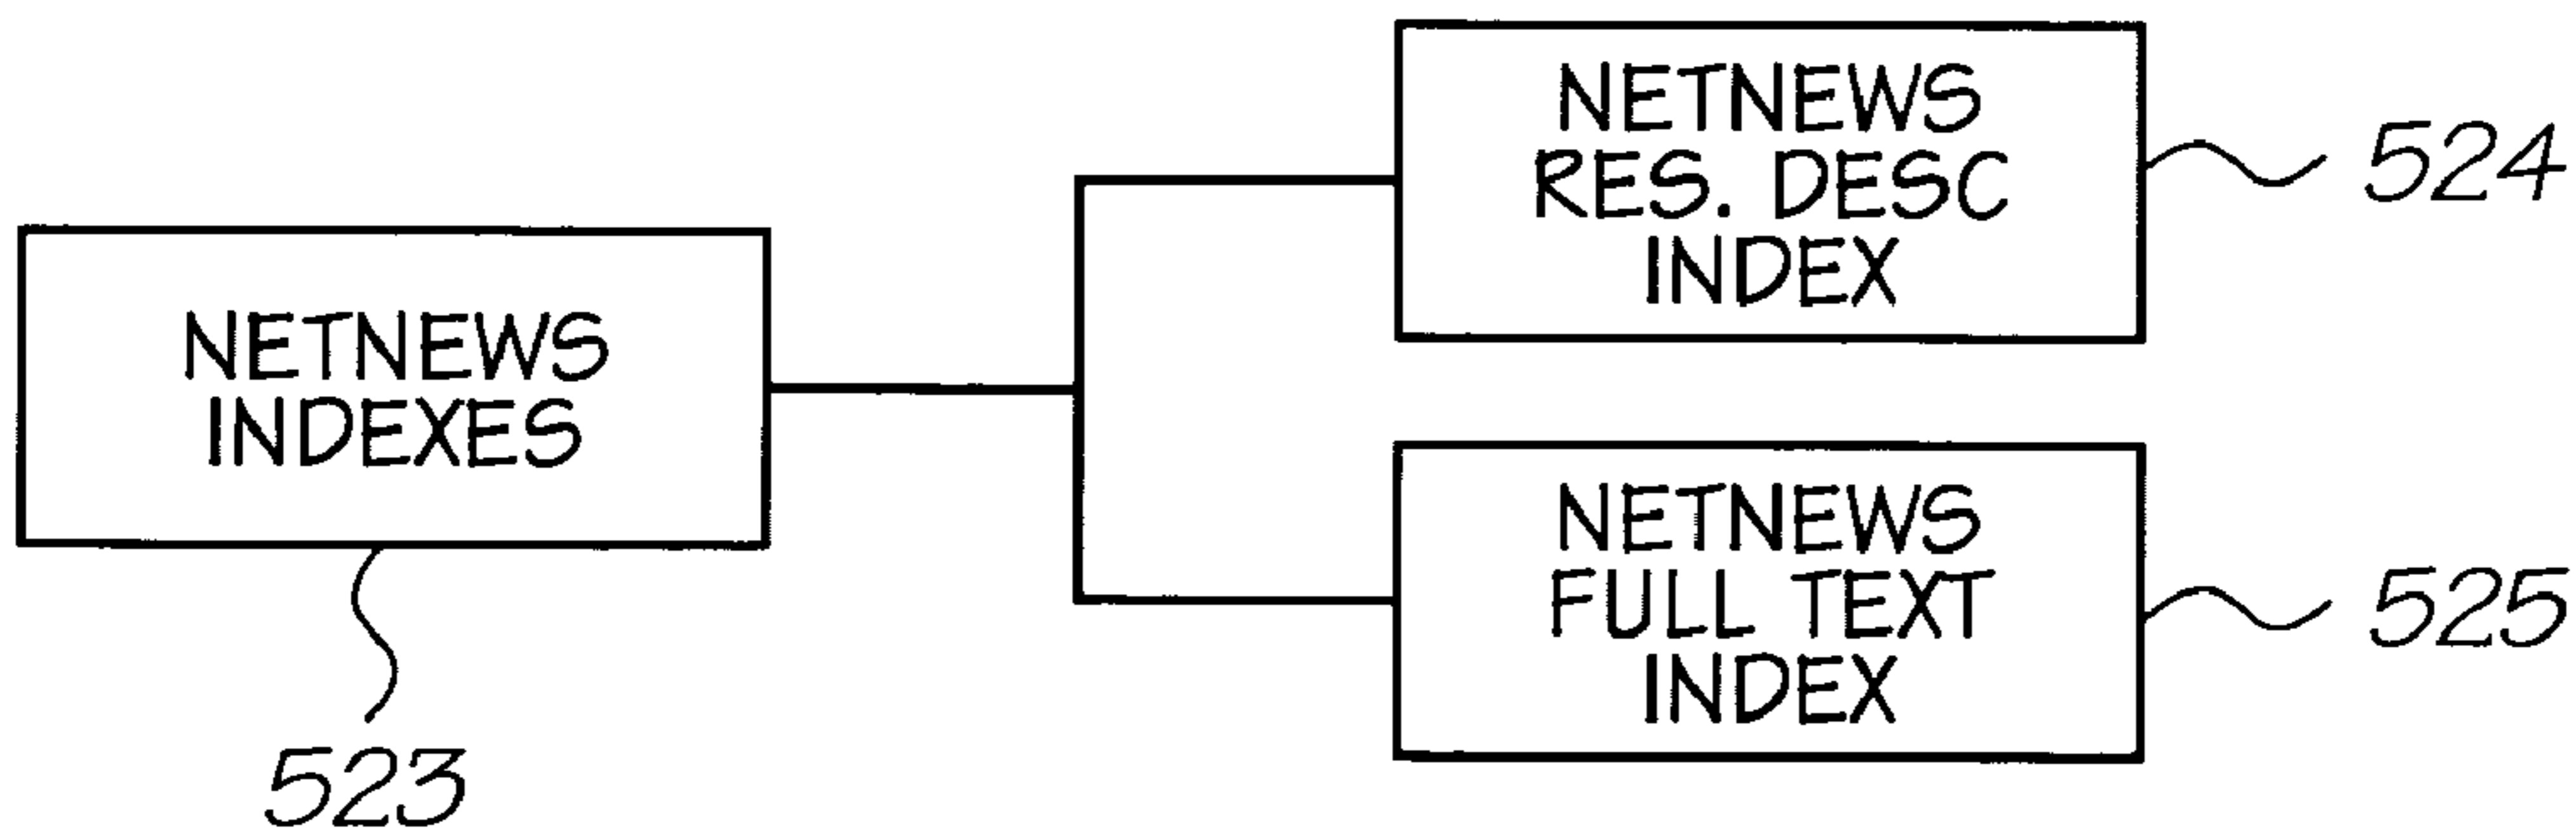 NETNEWS
INDEXES
523
NETNEWS
RES. DESC
INDEX
524
NETNEWS
FULL TEXT
INDEX
525